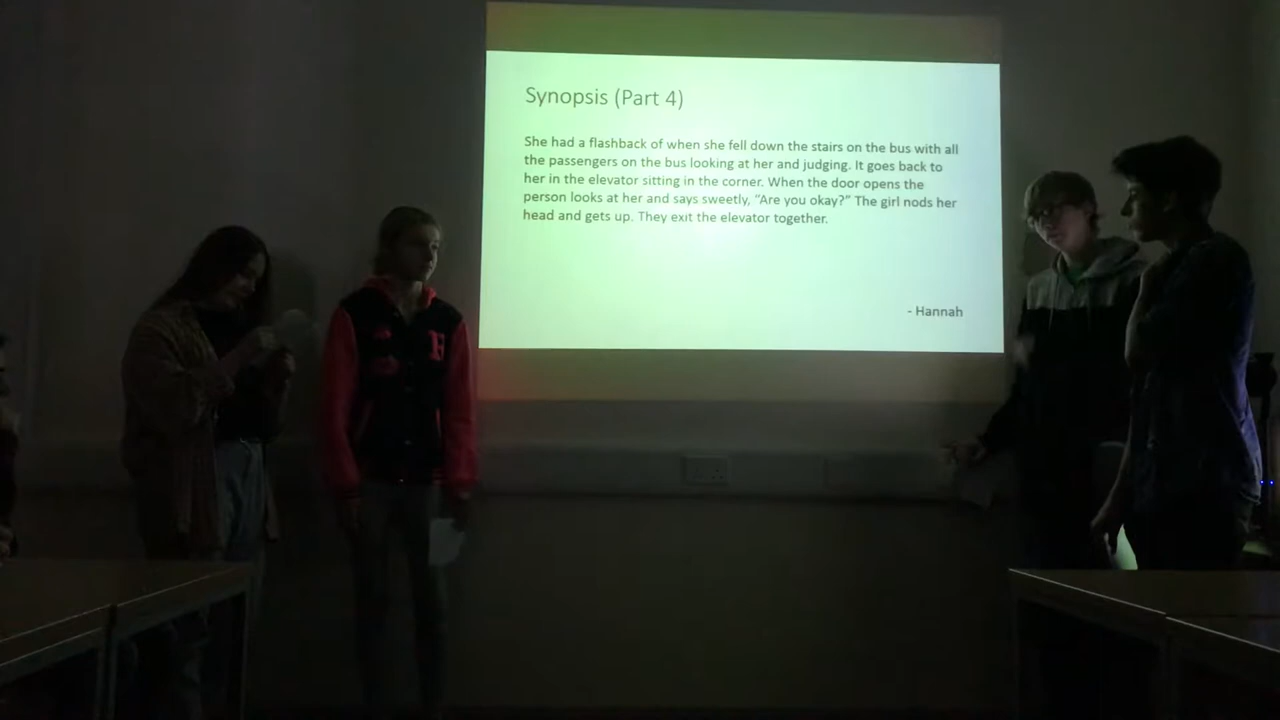 Synopsis (Part 4)
She had a flashback of when she fell down the stairs on the bus with all
the passengers on the bus looking at her and judging. It goes back to
her in the elevator sitting in the corner. When the door opens the
person looks at her and says sweetly, "Are you okay?" The girl nods her
head and gets up. They exit the elevator together.
- Hannah